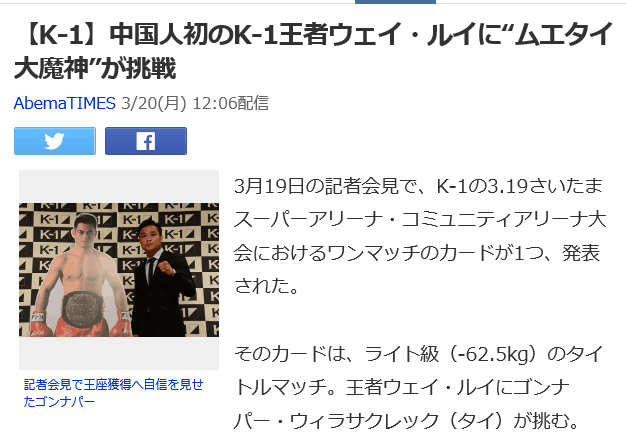 【K-1】中国人初のK-1王者ウェイ・ルイに“ムエタイ
大魔神”が挑戦
AbemaTIMES 3/20(月) 12:06配信
3月19日の記者会見で、K-1の3.19さいたま
スーパーアリーナ・コミュニティアリーナ大
会におけるワンマッチのカードが1つ、発表
された。
そのカードは、ライト級（-62.5kg）のタイ
トルマッチ。王者ウェイ・ルイにゴンナ
パー・ウィラサクレック（タイ）が挑む。
記者会見で王座獲得へ自信を見せ
たゴンナパー